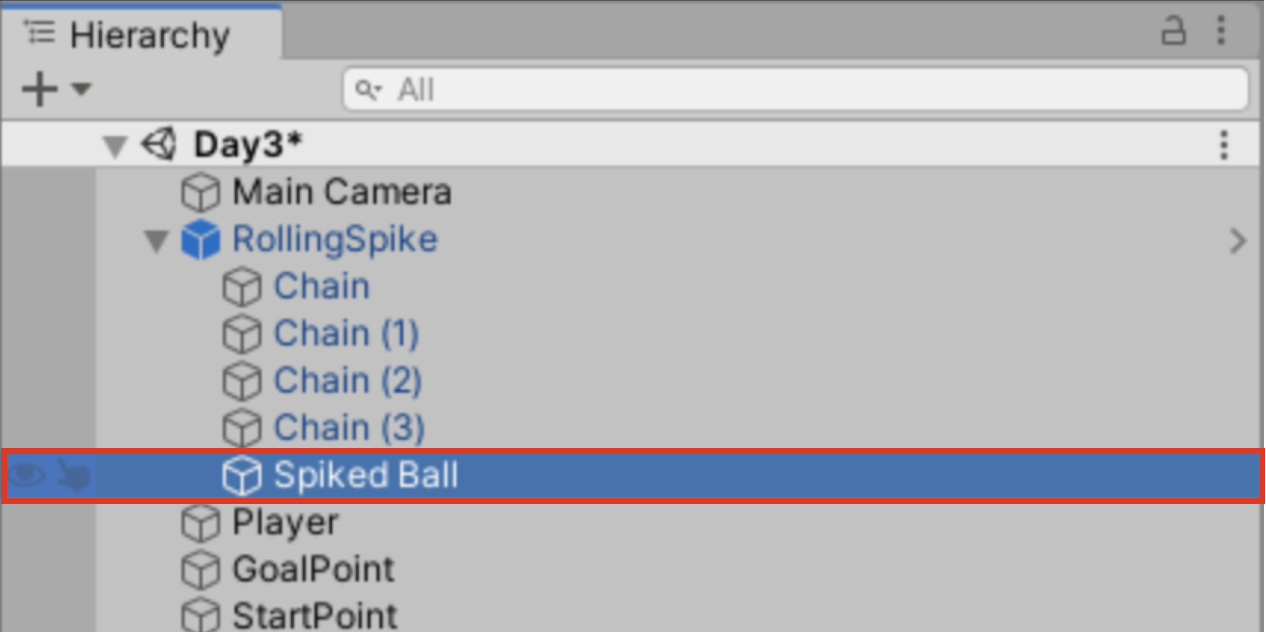 Hierarchy
All
Day3*
Main Camera
RollingSpike
Chain
Chain (1)
Chain (2)
Chain (3)
Spiked Ball
Player
GoalPoint
StartPoint